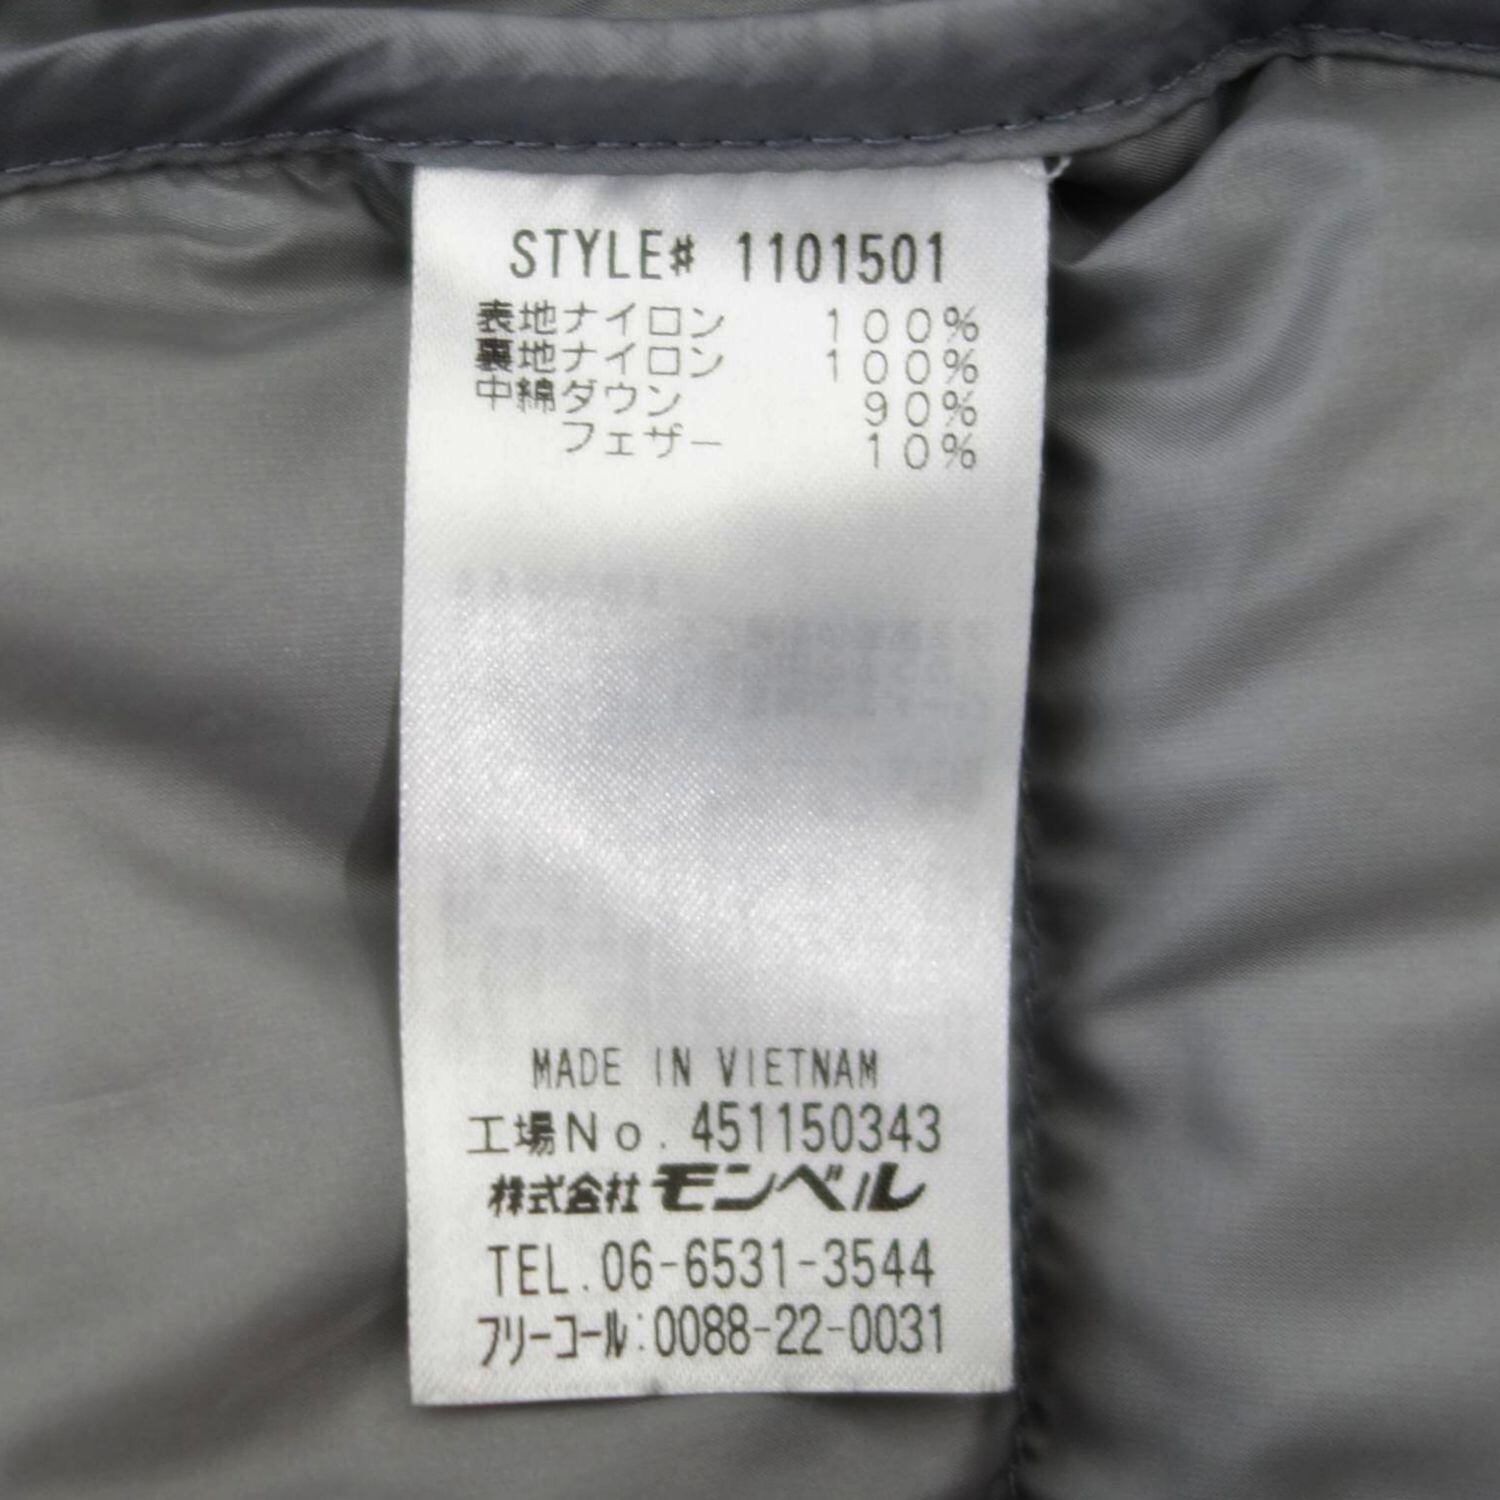 STYLE# 1101501
表地ナイロン 100%
裏地ナイロン 100%
中綿ダウン 90%
フェザー 10%
MADE IN VIETNAM
工場No. 451150343
株式会社モンベル
TEL.06-6531-3544
フリーコール:0088-22-0031